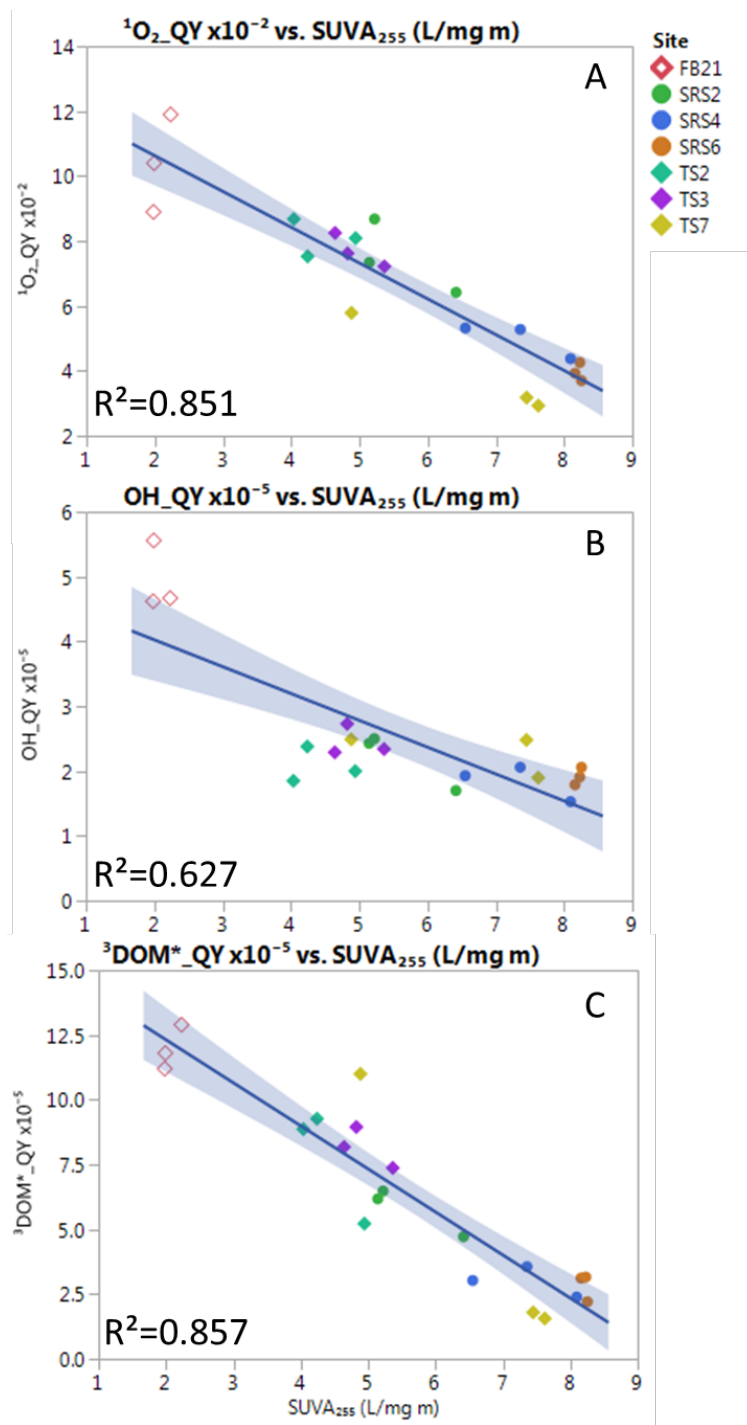 ¹O₂_QY x10⁻² vs. SUVA₂₅₅ (L/mg m)
A
Site
FB21
SRS2
SRS4
SRS6
TS2
TS3
TS7
¹O₂_QY x10⁻²
14
12
10
8
6
4
2
R²=0.851
1 2 3 4 5 6 7 8 9
OH_QY x10⁻⁵ vs. SUVA₂₅₅ (L/mg m)
B
OH_QY x10⁻⁵
6
5
4
3
2
1
0
R²=0.627
1 2 3 4 5 6 7 8 9
³DOM*_QY x10⁻⁵ vs. SUVA₂₅₅ (L/mg m)
C
³DOM*_QY x10⁻⁵
15.0
12.5
10.0
7.5
5.0
2.5
0.0
R²=0.857
1 2 3 4 5 6 7 8 9
SUVA₂₅₅ (L/mg m)